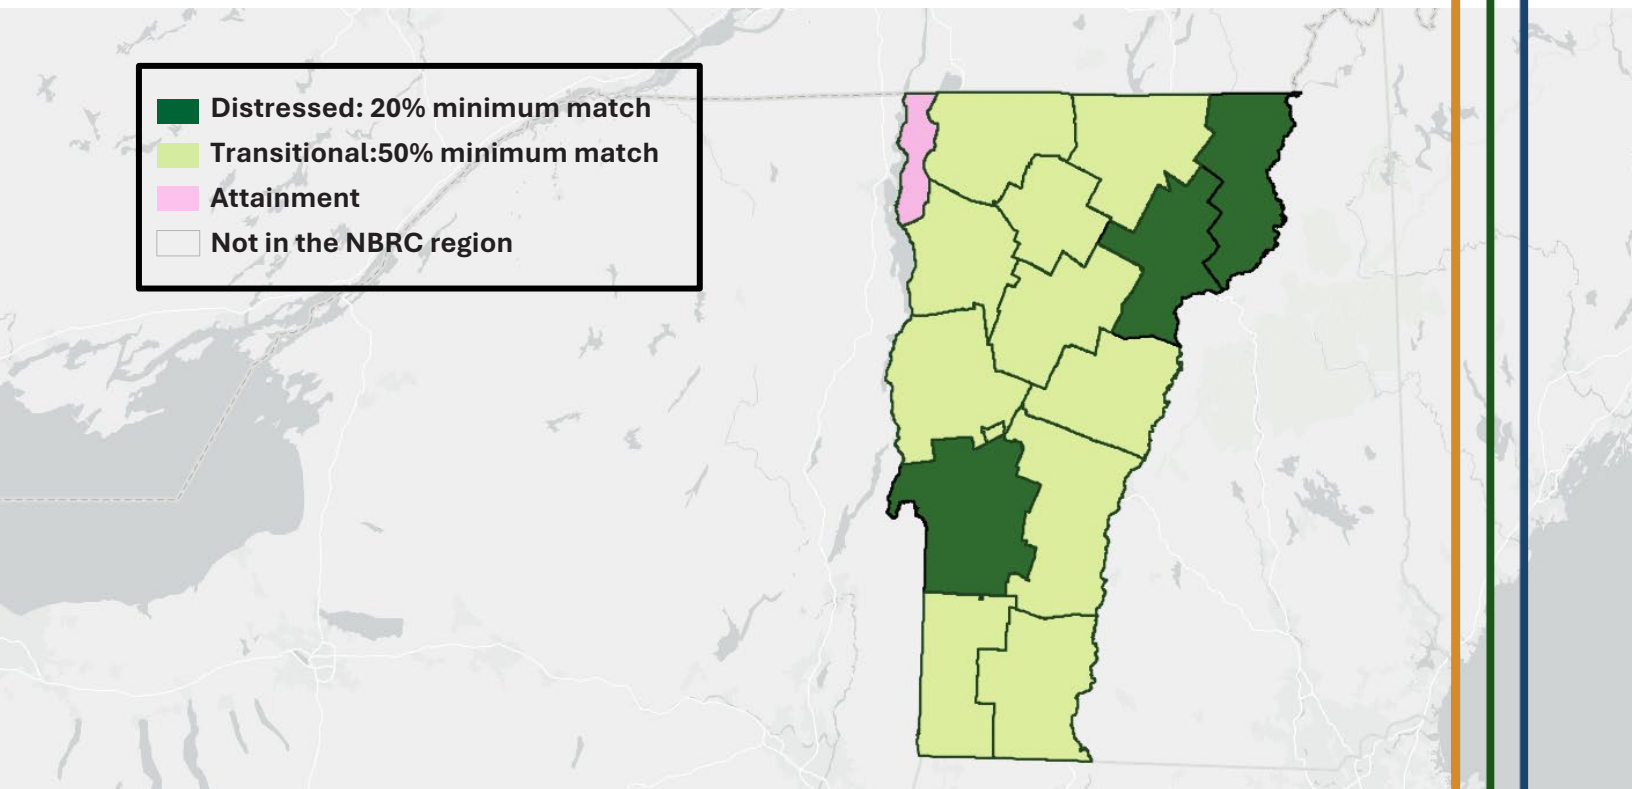 Distressed: 20% minimum match
Transitional:50% minimum match
Attainment
Not in the NBRC region